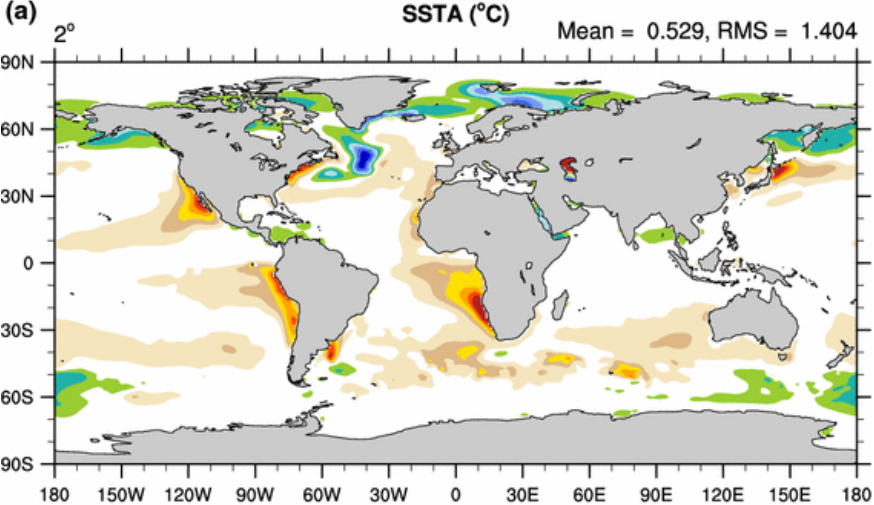 (a)
SSTA (°C)
2° Mean = 0.529, RMS = 1.404
90N
60N
30N
0
30S
60S
90S
180 150W 120W 90W 60W 30W 0 30E 60E 90E 120E 150E 180